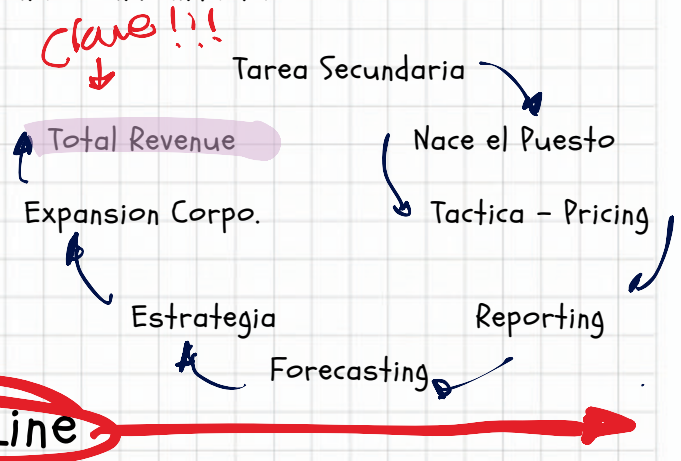 Clave!!!
Tarea Secundaria
Total Revenue
Nace el Puesto
Expansion Corpo.
Tactica - Pricing
Estrategia
Reporting
Forecasting
Line